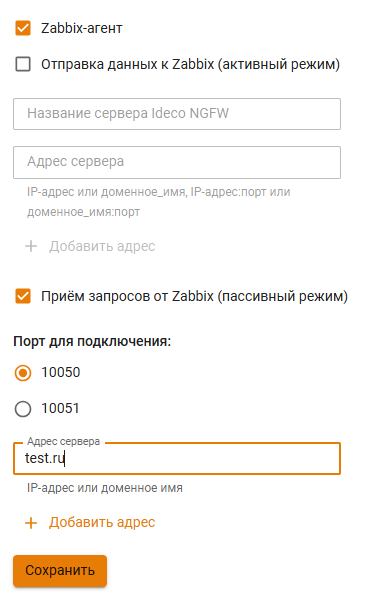 Zabbix-агент
Отправка данных к Zabbix (активный режим)
Название сервера Ideco NGFW
Адрес сервера
IP-адрес или доменное_имя, IP-адрес:порт или
доменное_имя:порт
Добавить адрес
Приём запросов от Zabbix (пассивный режим)
Порт для подключения:
10050
10051
Адрес сервера
test.ru
IP-адрес или доменное имя
Добавить адрес
Сохранить